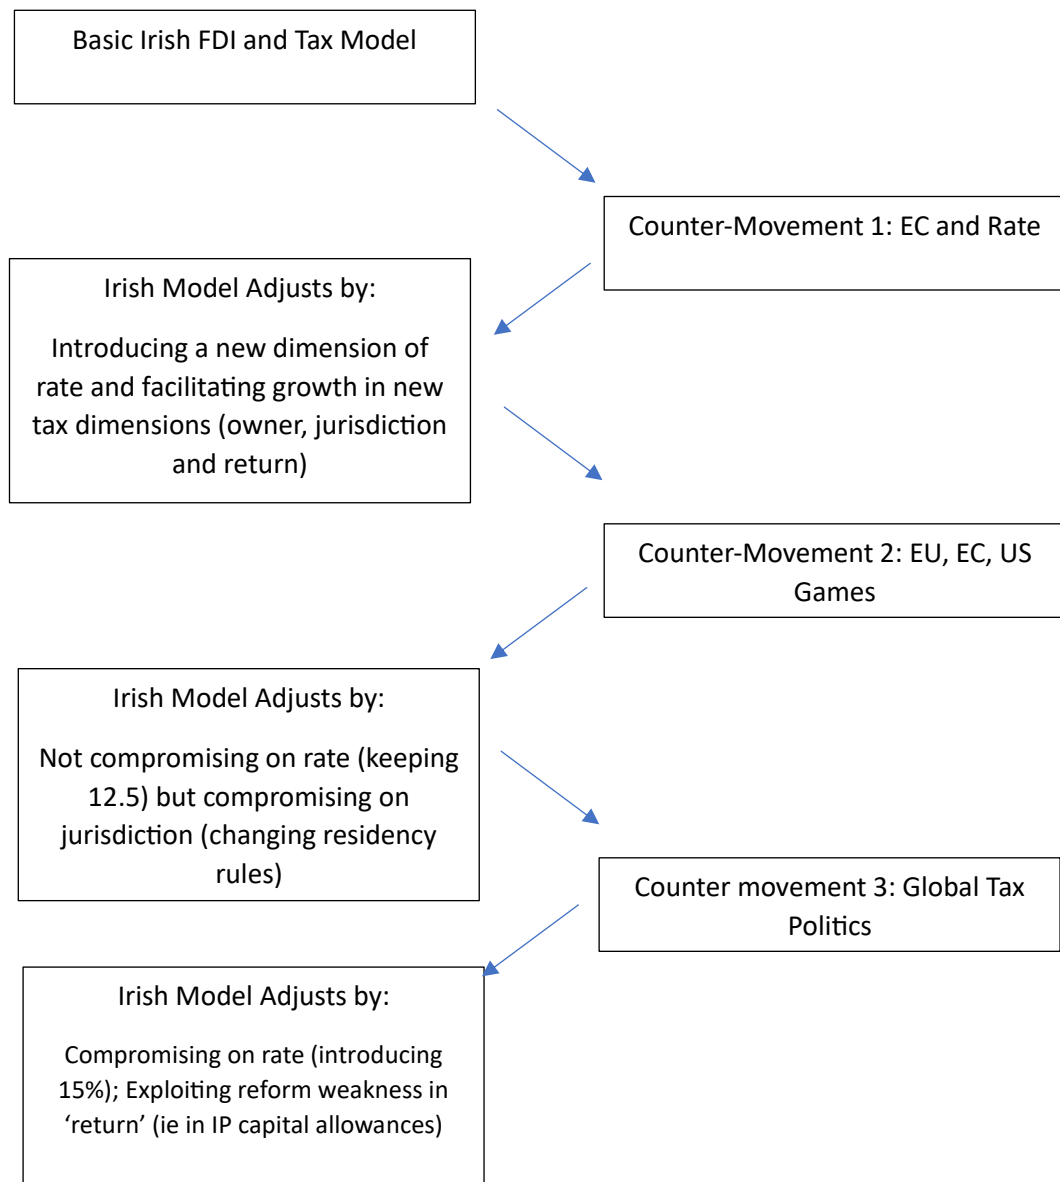 Basic Irish FDI and Tax Model
Counter-Movement 1: EC and Rate
Irish Model Adjusts by:
Introducing a new dimension of
rate and facilitating growth in new
tax dimensions (owner, jurisdiction
and return)
Counter-Movement 2: EU, EC, US
Games
Irish Model Adjusts by:
Not compromising on rate (keeping
12.5) but compromising on
jurisdiction (changing residency
rules)
Counter movement 3: Global Tax
Politics
Irish Model Adjusts by:
Compromising on rate (introducing
15%); Exploiting reform weakness in
‘return’ (ie in IP capital allowances)